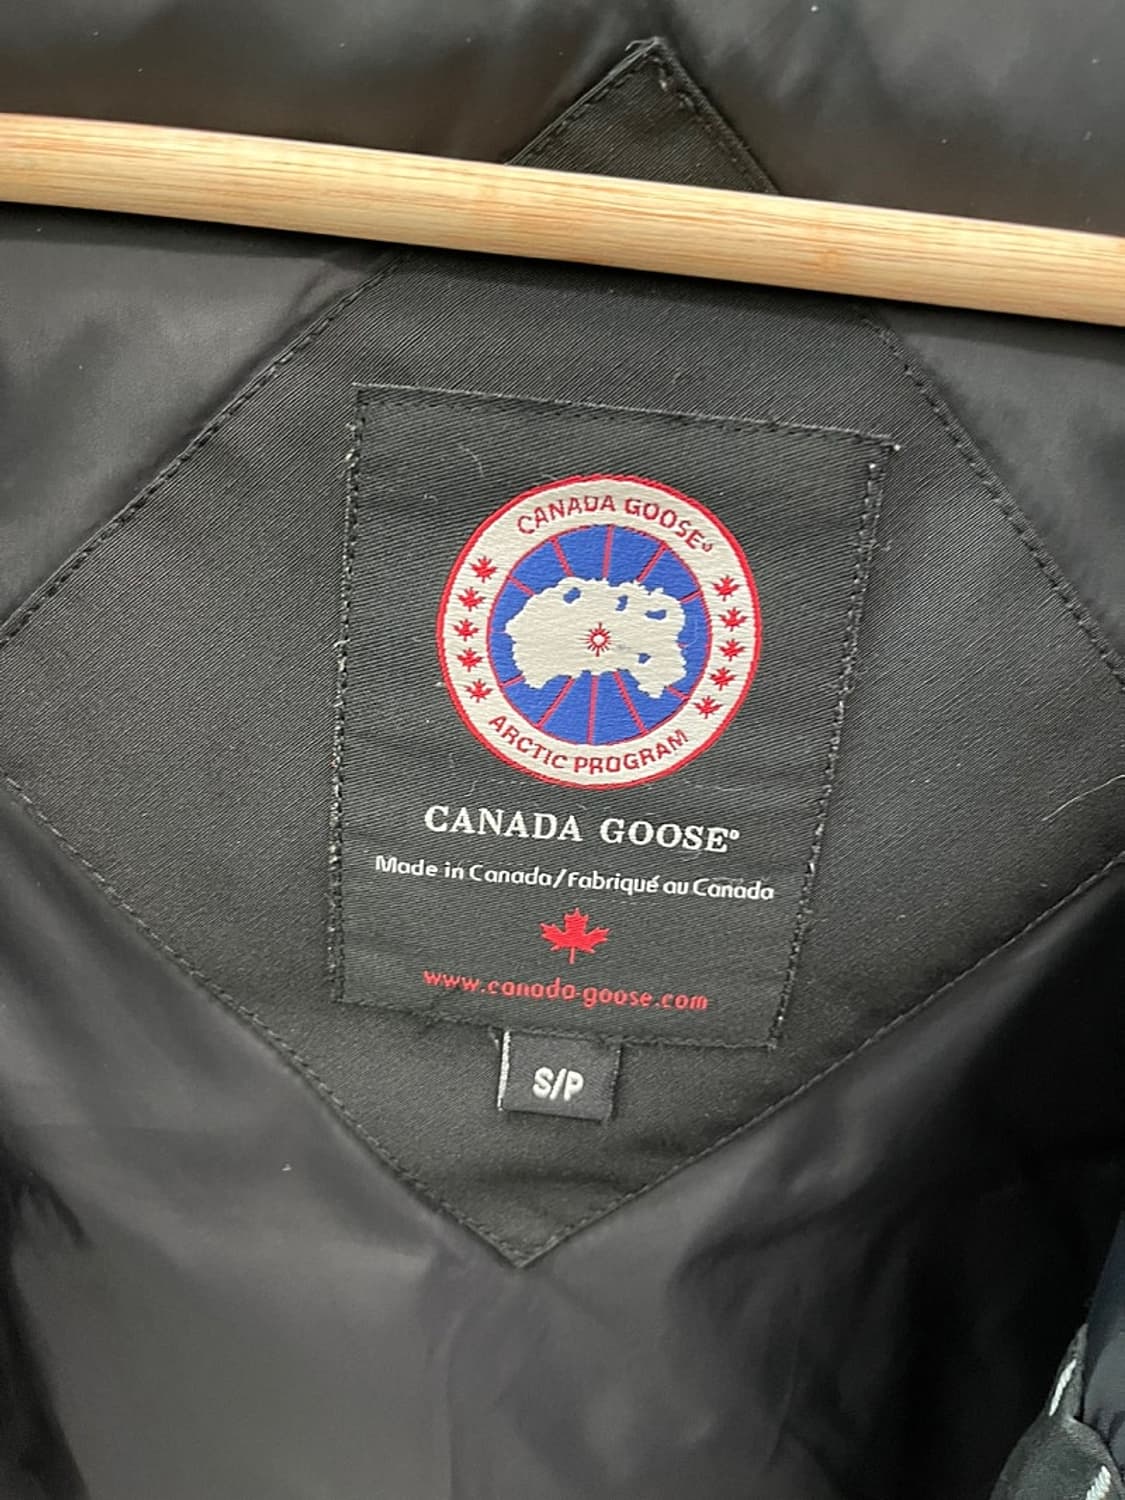 CANADA GOOSE®
ARCTIC PROGRAM
CANADA GOOSE®
Made in Canada/Fabriqué au Canada
www.canada-goose.com
S/P